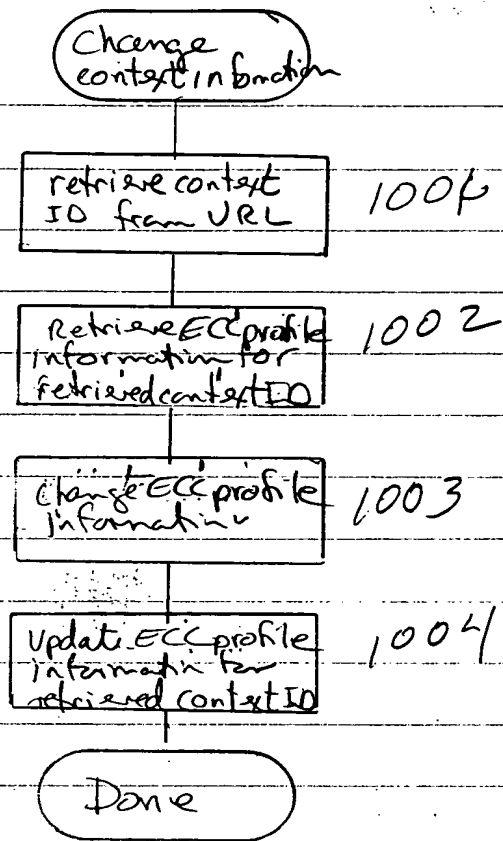 Change
context information
retrieve context
ID from URL
Retrieve ECC profile
information for
retrieved context ID
1002
Change ECC profile
information
1003
Update ECC profile
information for
retrieved context ID
1004
Done